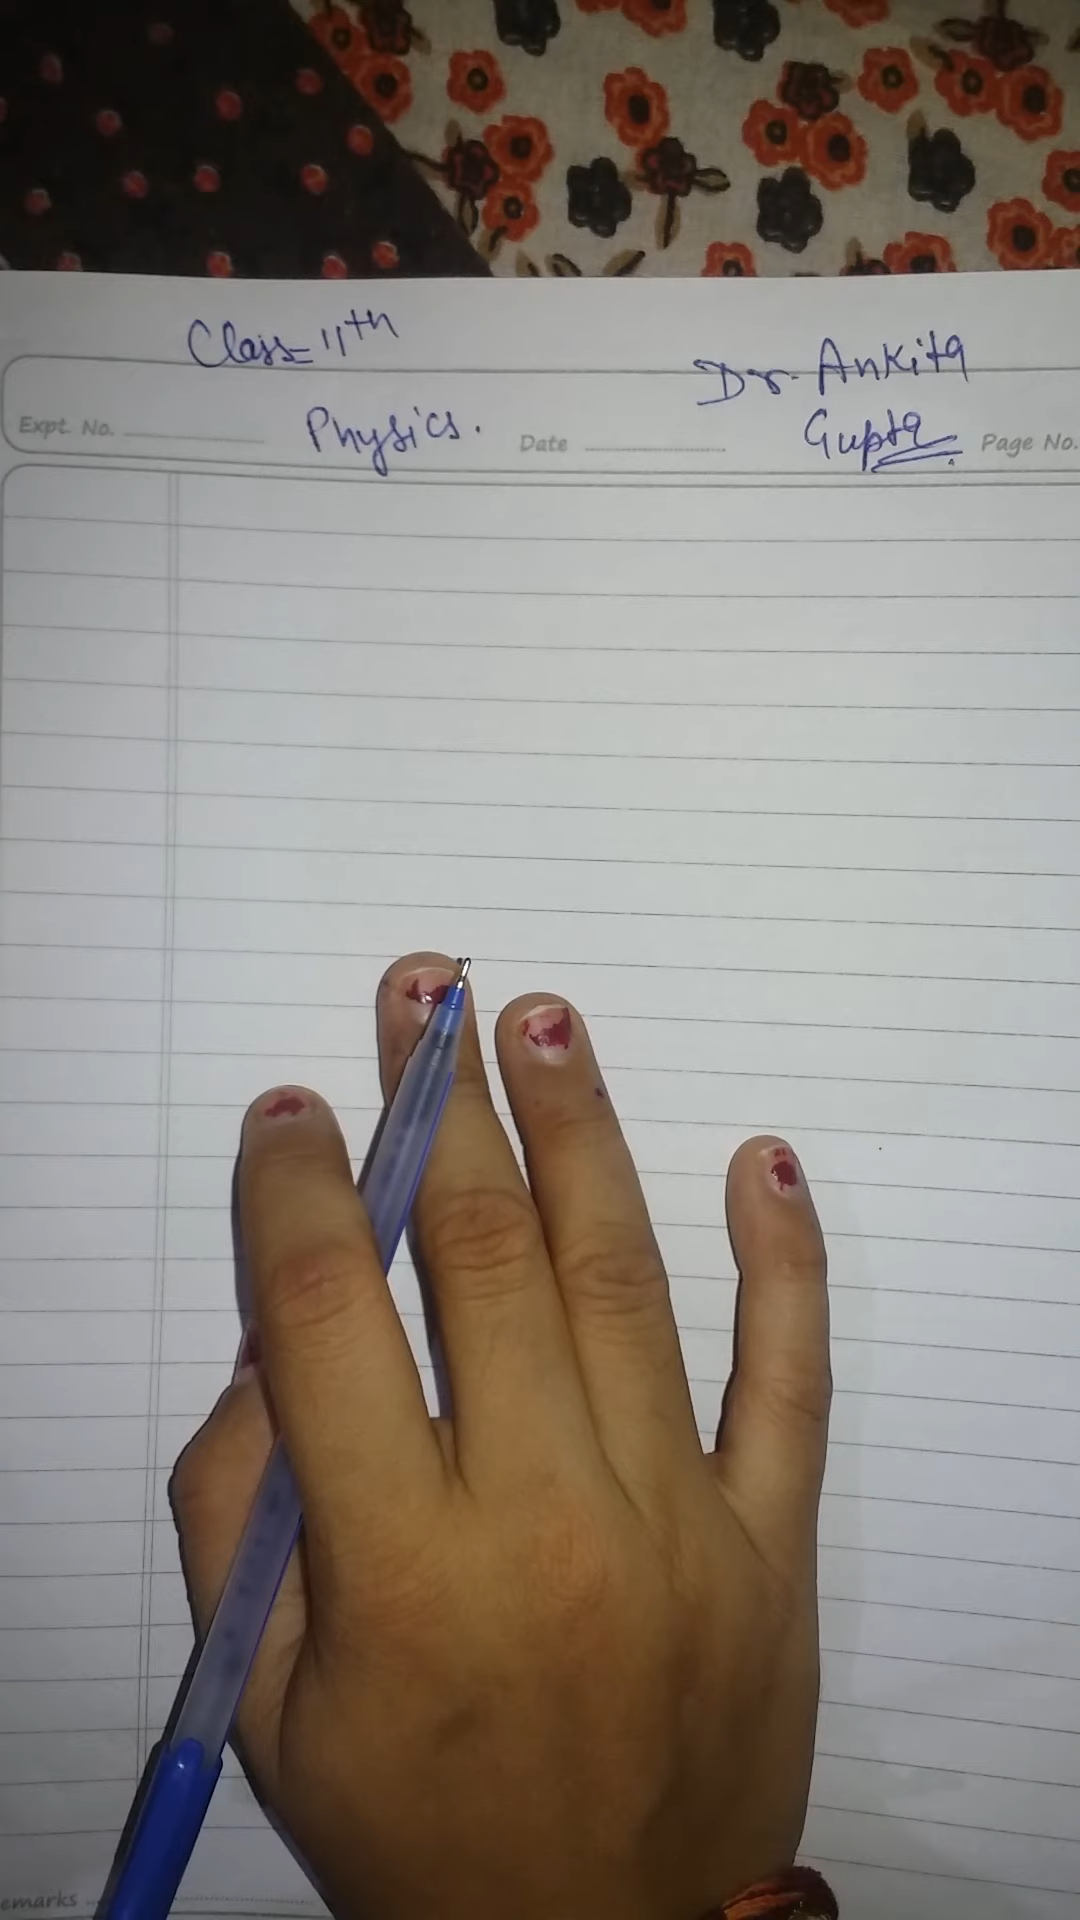 Class= 11th
Dr. Ankita
Expt. No. Physics. Date Gupta Page No.
emarks